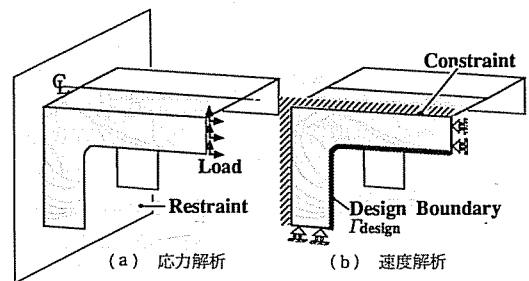 ℄
Load
Restraint
(a) 応力解析
Constraint
Design Boundary
Γdesign
(b) 速度解析